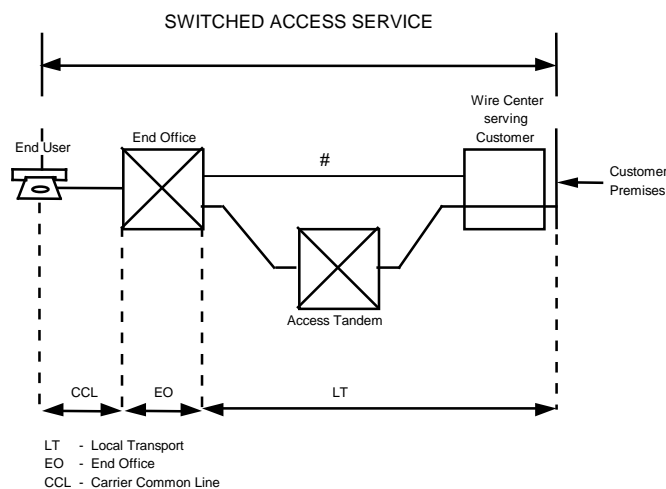 SWITCHED ACCESS SERVICE
Wire Center
serving
Customer
End User
End Office
#
Customer
Premises
Access Tandem
CCL
EO
LT
LT - Local Transport
EO - End Office
CCL - Carrier Common Line